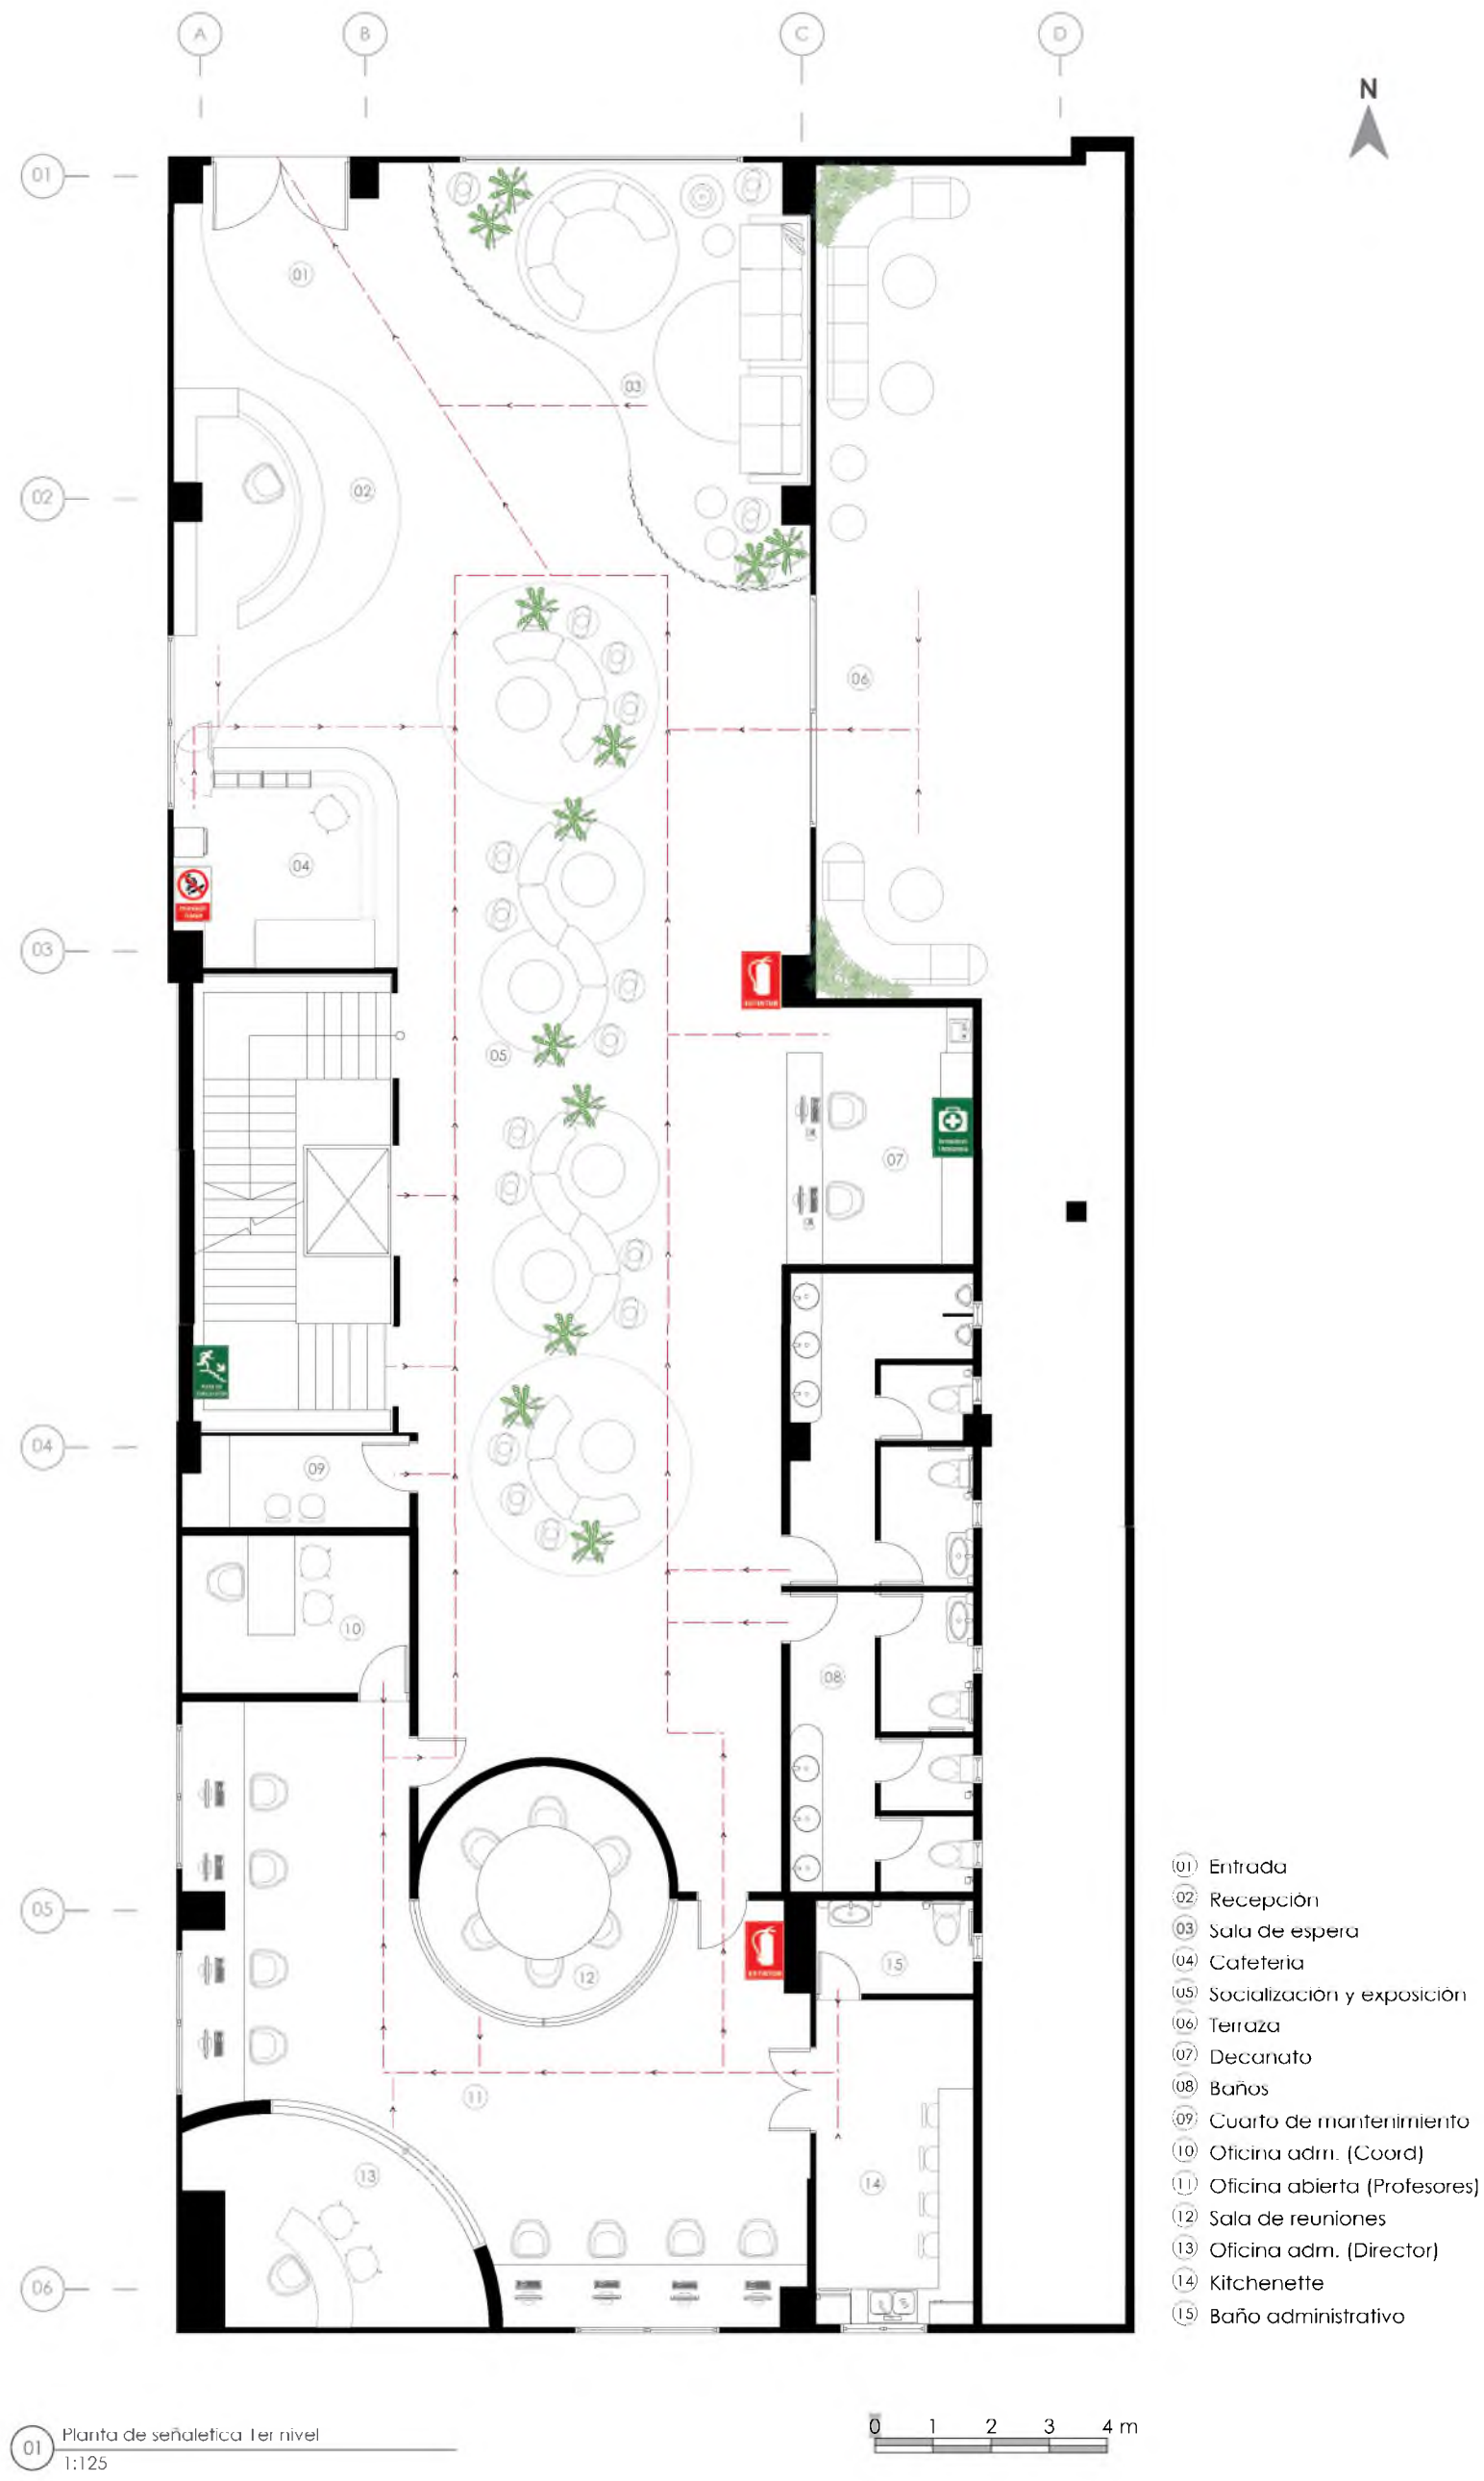 A
B
C
D
N
01
01
03
02
02
06
04
03
05
07
04
09
10
08
05
15
12
11
13
14
06
01 Entrada
02 Recepción
03 Sala de espera
04 Cafeteria
05 Socialización y exposición
06 Terraza
07 Decanato
08 Baños
09 Cuarto de mantenimiento
10 Oficina adm. (Coord)
11 Oficina abierta (Profesores)
12 Sala de reuniones
13 Oficina adm. (Director)
14 Kitchenette
15 Baño administrativo
01 Planta de señaletica 1er nivel
1:125
0 1 2 3 4 m